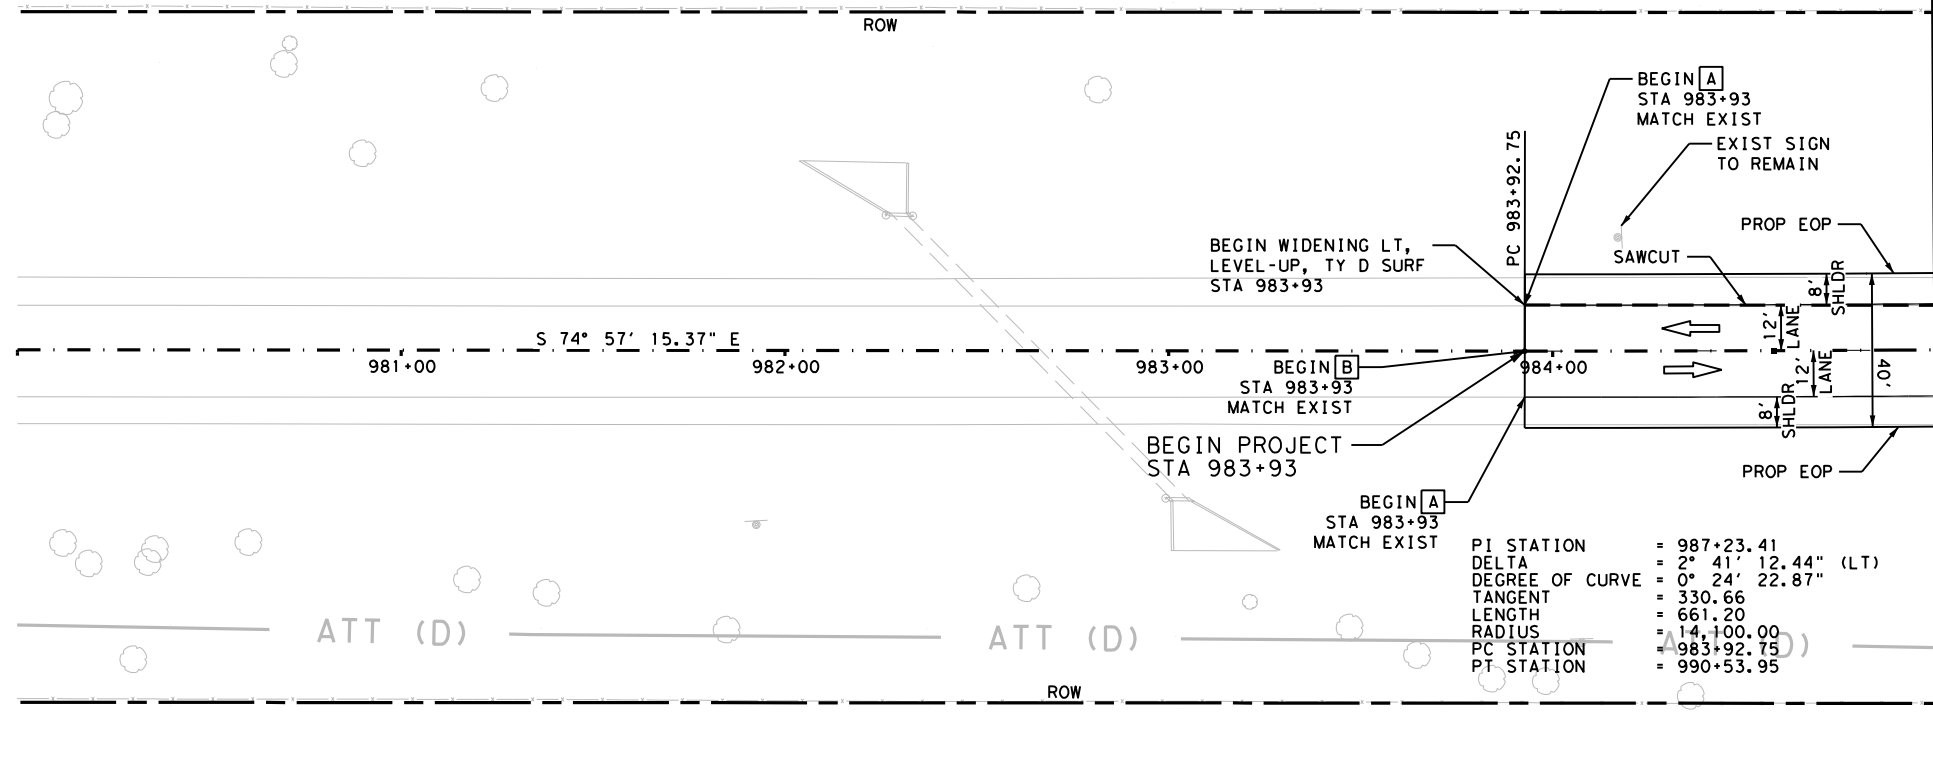 ROW
BEGIN A
STA 983+93
MATCH EXIST
EXIST SIGN
TO REMAIN
PC 983+92.75
PROP EOP
BEGIN WIDENING LT,
LEVEL-UP, TY D SURF
STA 983+93
SAWCUT
8'
SHLDR
12'
LANE
S 74° 57' 15.37" E
981+00
982+00
983+00
984+00
BEGIN B
STA 983+93
MATCH EXIST
12'
LANE
40'
8'
SHLDR
BEGIN PROJECT
STA 983+93
PROP EOP
BEGIN A
STA 983+93
MATCH EXIST
PI STATION = 987+23.41
DELTA = 2° 41' 12.44" (LT)
DEGREE OF CURVE = 0° 24' 22.87"
TANGENT = 330.66
LENGTH = 661.20
RADIUS = 14,100.00
PC STATION = 983+92.75
PT STATION = 990+53.95
ATT (D)
ATT (D)
ATT (D)
ROW